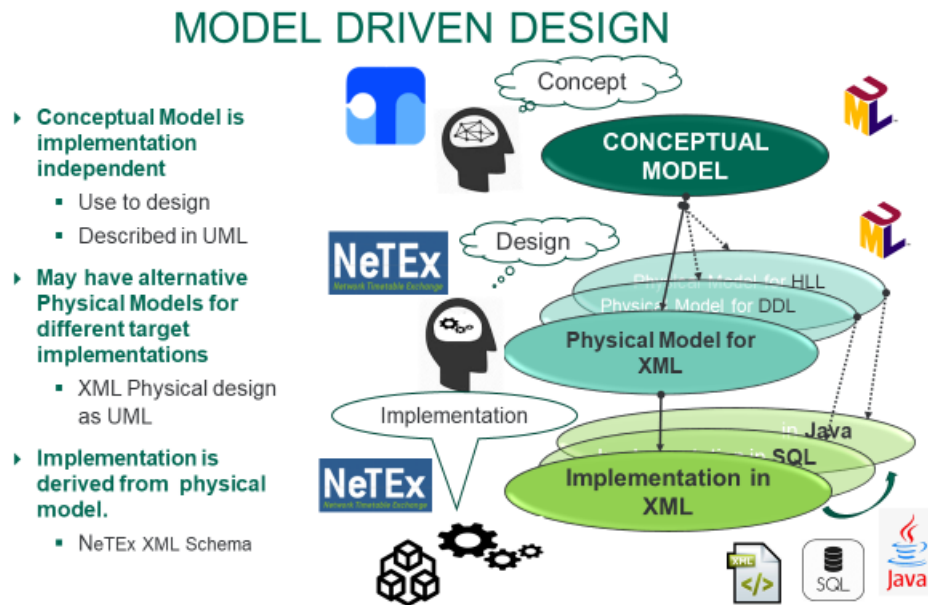 MODEL DRIVEN DESIGN
Conceptual Model is
implementation
independent
Use to design
Described in UML
May have alternative
Physical Models for
different target
implementations
XML Physical design
as UML
Implementation is
derived from physical
model.
NeTEx XML Schema
Concept
CONCEPTUAL
MODEL
UML
Design
NeTEx
Network Timetable Exchange
UML
Physical Model for HLL
Physical Model for DDL
Physical Model for
XML
Implementation
in Java
in SQL
Implementation in
XML
NeTEx
Network Timetable Exchange
XML
</>
SQL
Java